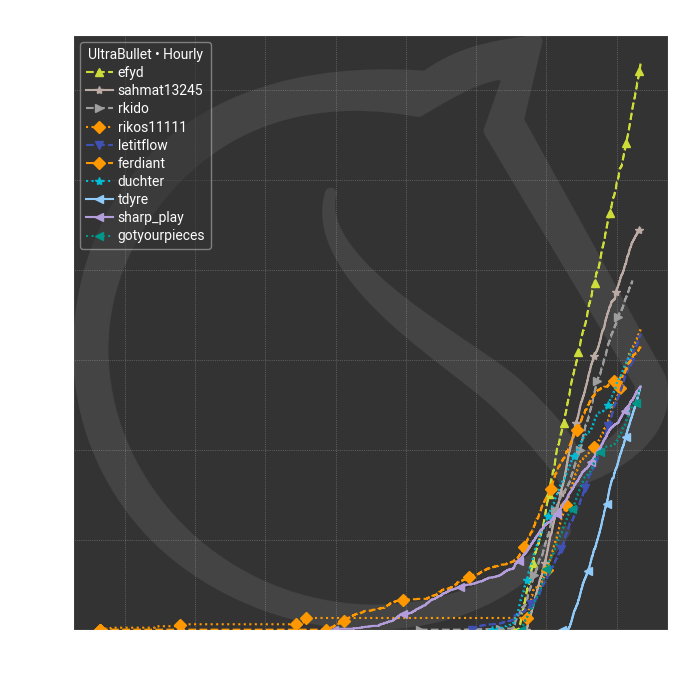 UltraBullet • Hourly
efyd
sahmat13245
rkido
rikos11111
letitflow
ferdiant
duchter
tdyre
sharp_play
gotyourpieces